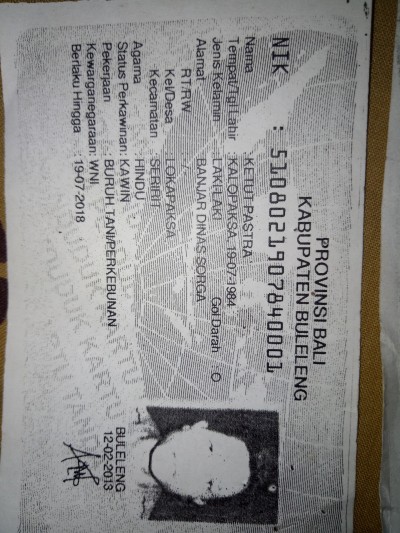 PROVINSI BALI
KABUPATEN BULELENG
NIK : 5108021907840001
Nama : KETUT PASTRA
Tempat/Tgl Lahir : KALOPAKSA, 19-07-1984
Jenis Kelamin : LAKI-LAKI Gol.Darah O
Alamat : BANJAR DINAS SORGA
RT/RW : -/-
Kel/Desa : LOKAPAKSA
Kecamatan : SERIRIT
Agama : HINDU
Status Perkawinan: KAWIN
Pekerjaan : BURUH TANI/PERKEBUNAN
Kewarganegaraan: WNI
Berlaku Hingga : 19-07-2018
BULELENG
12-02-2013